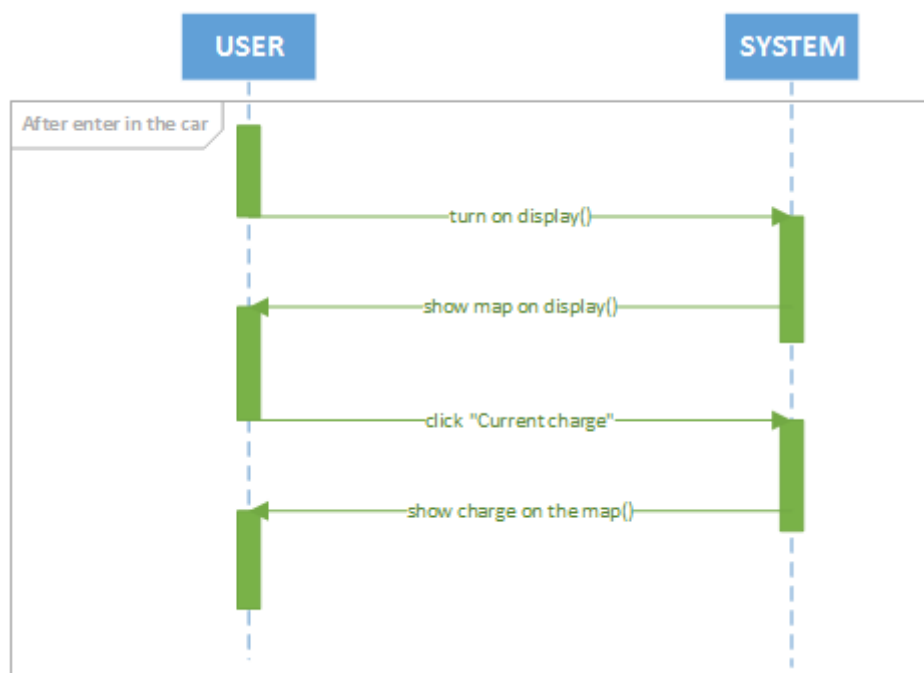 USER
SYSTEM
After enter in the car
turn on display()
show map on display()
click "Current charge"
show charge on the map()